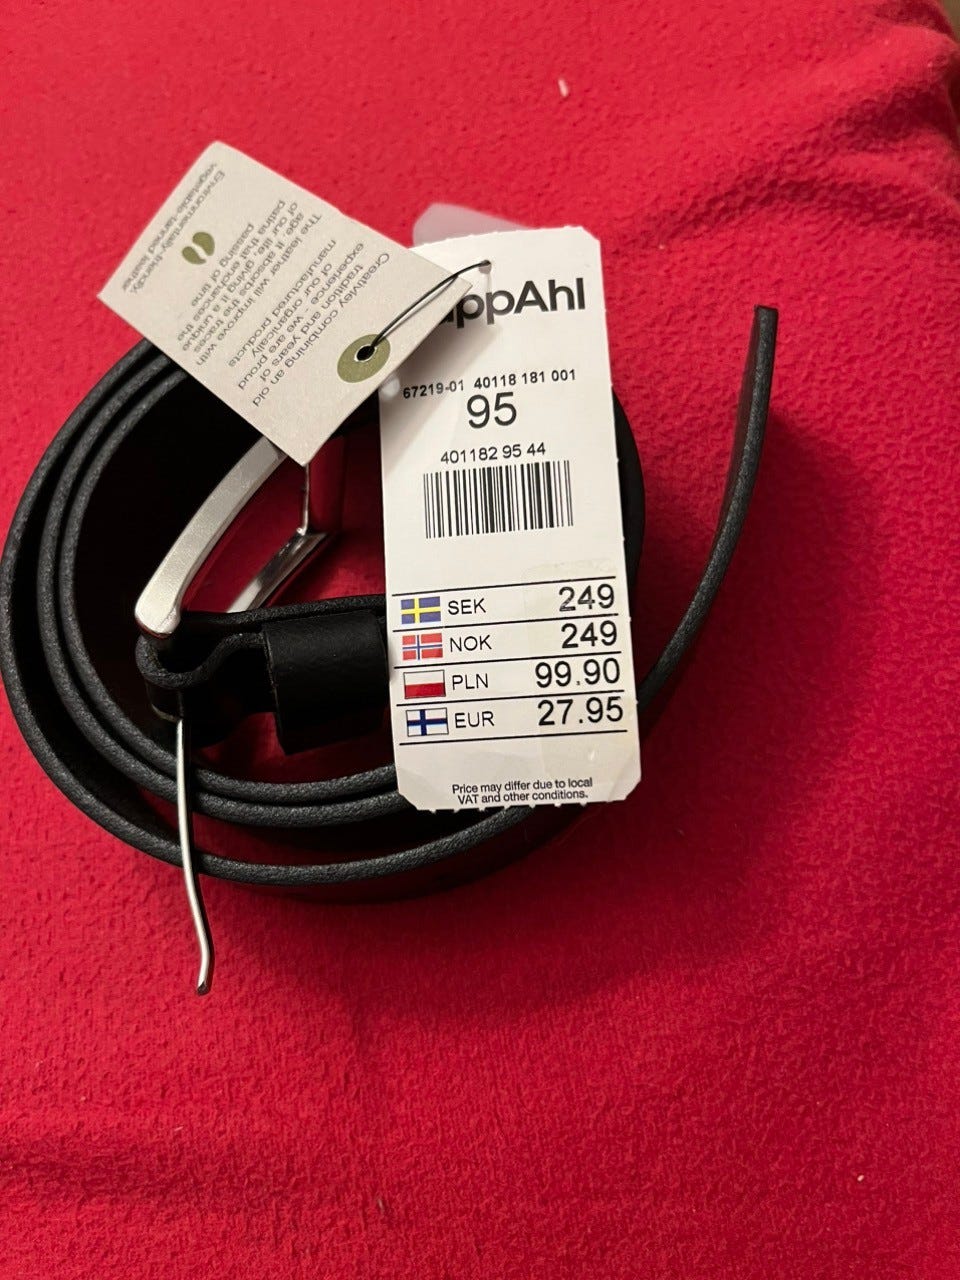 Creativley combining an old
tradition and years of
experience - we are proud
of our organically
manufactured products
The leather will improve with
age. It absorbs the traces
of our life, giving it a unique
patina that enchances the
passing of time
Environmentally-friendly,
vegetable-tanned leather
ppAhl
67219-01 40118 181 001
95
401182 95 44
SEK 249
NOK 249
PLN 99.90
EUR 27.95
Price may differ due to local
VAT and other conditions.